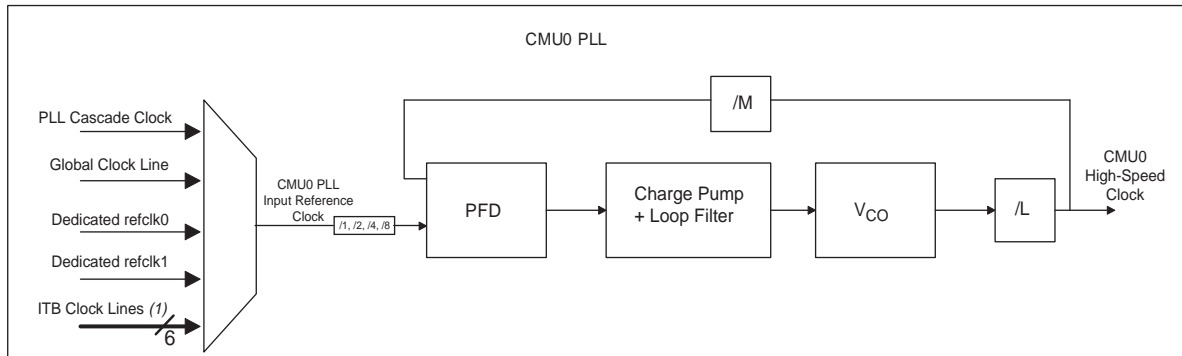 CMU0 PLL
/M
PLL Cascade Clock
Global Clock Line
Dedicated refclk0
Dedicated refclk1
ITB Clock Lines (1)
6
CMU0 PLL
Input Reference
Clock
/1, /2, /4, /8
PFD
Charge Pump
+ Loop Filter
VCO
/L
CMU0
High-Speed
Clock